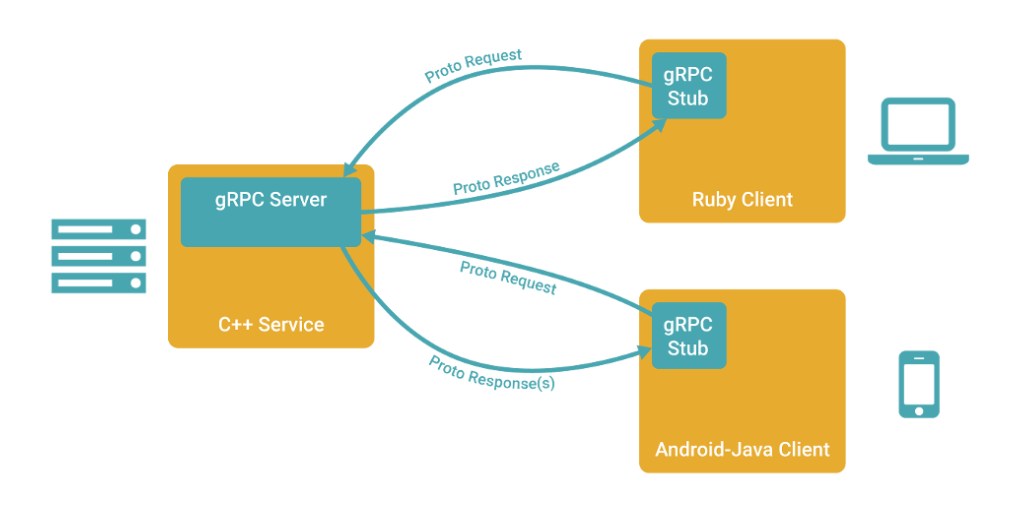 Proto Request
gRPC
Stub
Proto Response
Ruby Client
gRPC Server
C++ Service
Proto Request
gRPC
Stub
Proto Response(s)
Android-Java Client